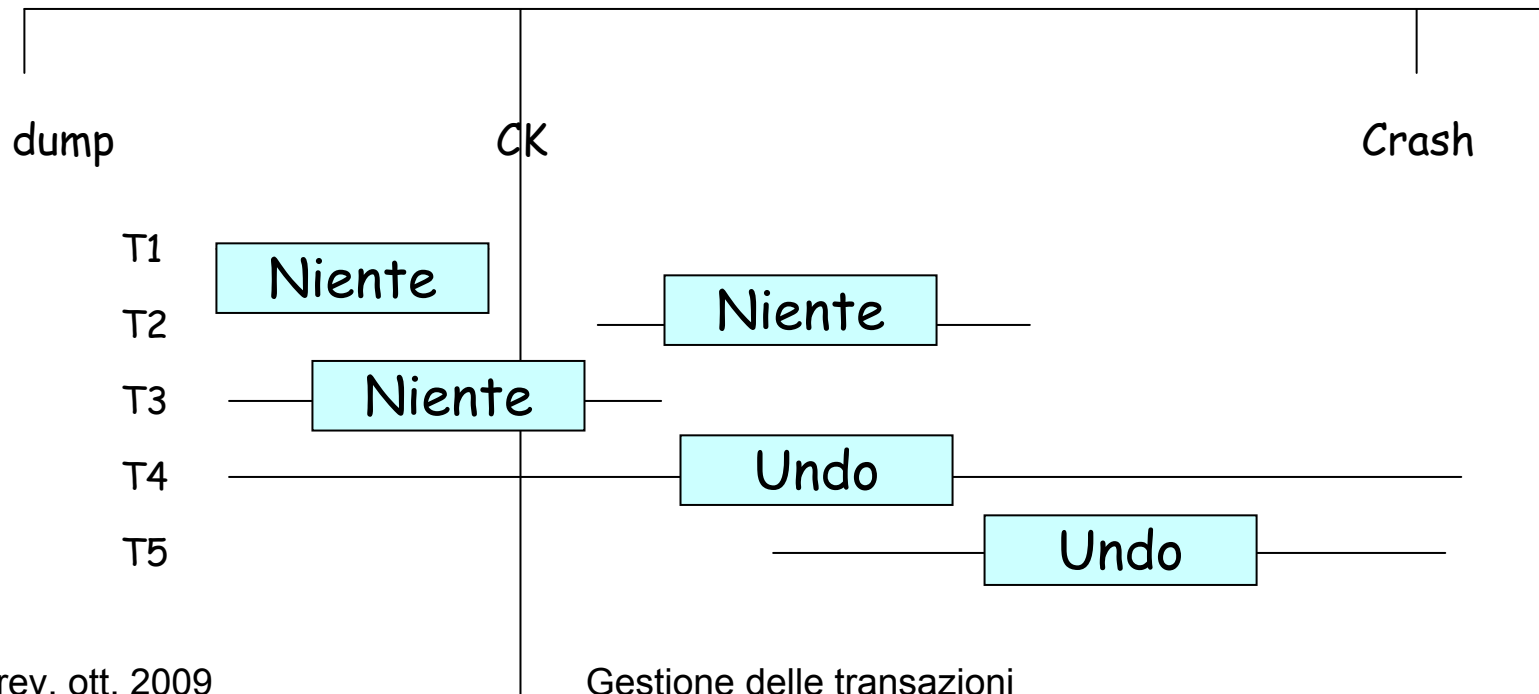 dump CK Crash
T1 Niente
T2 Niente
T3 Niente
T4 Undo
T5 Undo
rev. ott. 2009 Gestione delle transazioni